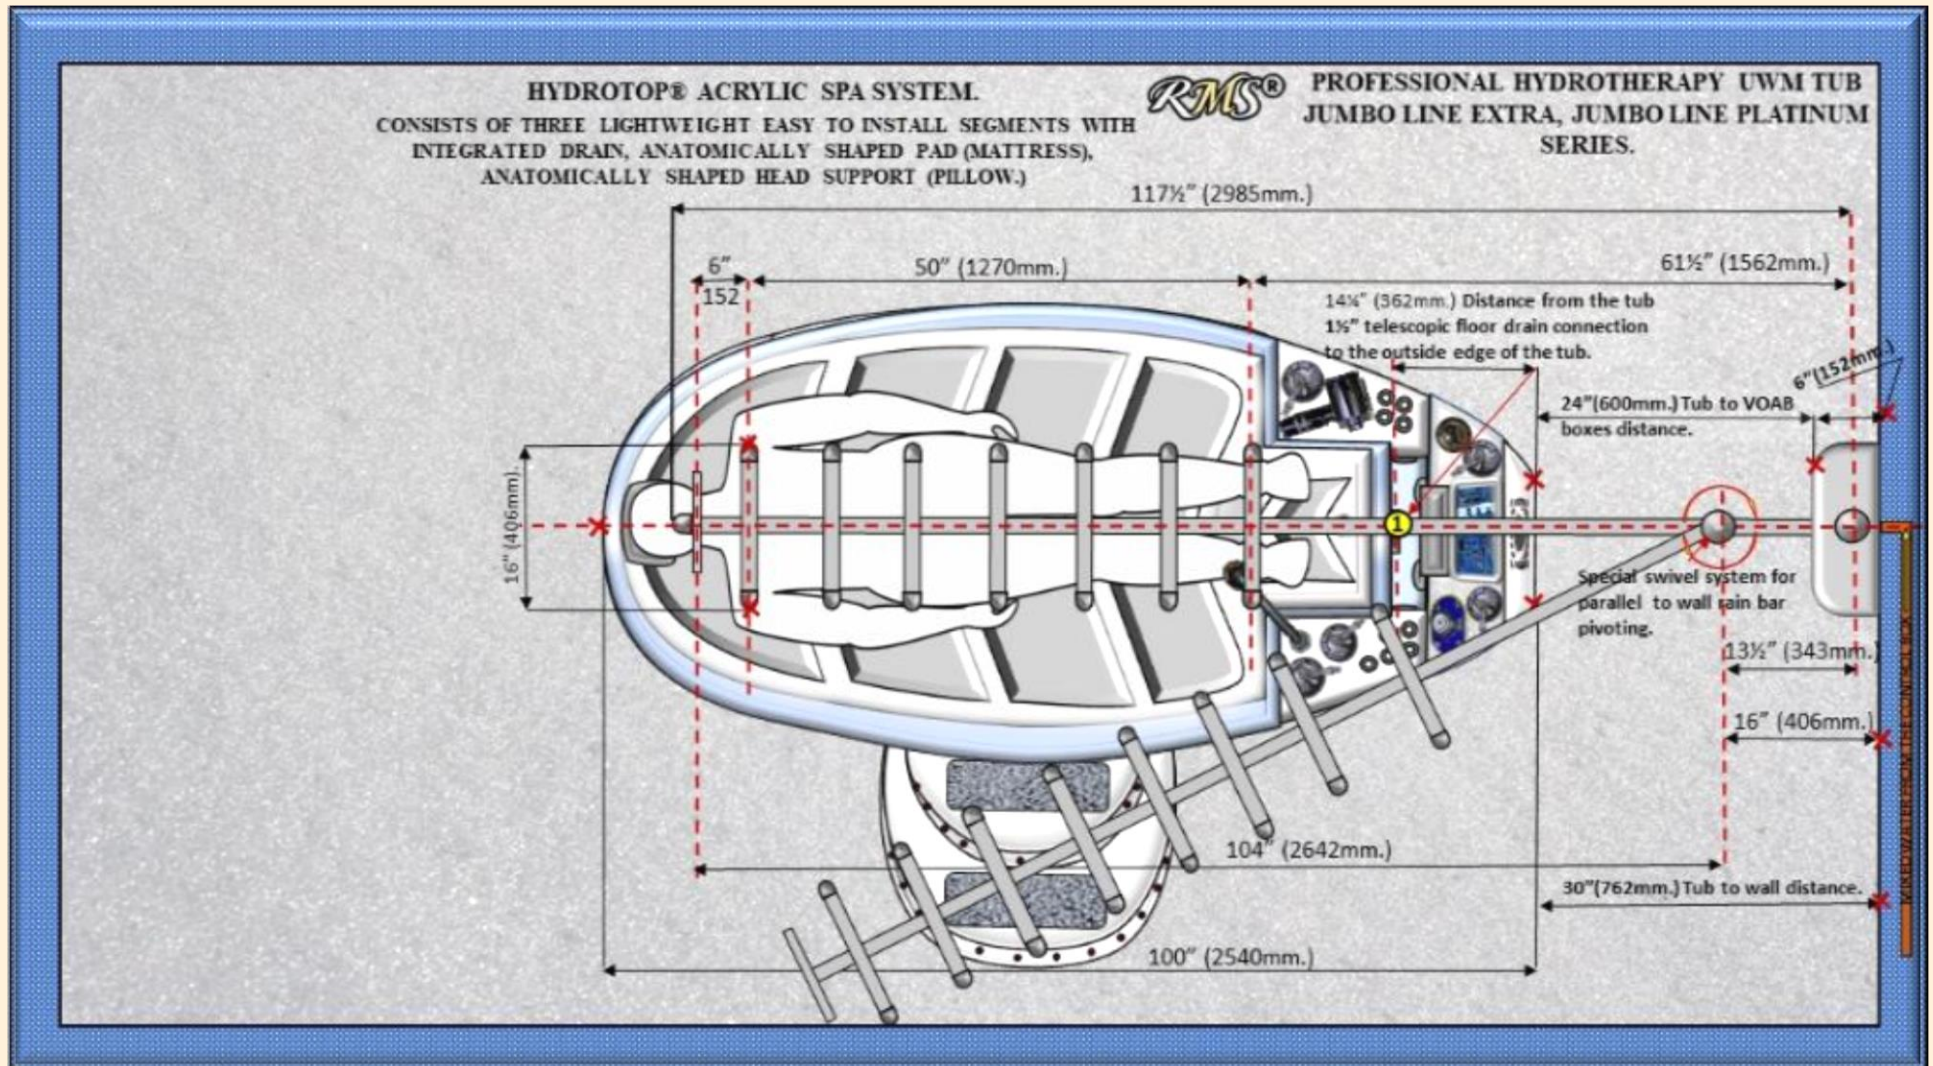 HYDROTOP® ACRYLIC SPA SYSTEM.
CONSISTS OF THREE LIGHTWEIGHT EASY TO INSTALL SEGMENTS WITH
INTEGRATED DRAIN, ANATOMICALLY SHAPED PAD (MATTRESS),
ANATOMICALLY SHAPED HEAD SUPPORT (PILLOW.)
RMS®
PROFESSIONAL HYDROTHERAPY UWM TUB
JUMBO LINE EXTRA, JUMBO LINE PLATINUM
SERIES.
117½” (2985mm.)
6”
152
50” (1270mm.)
61½” (1562mm.)
14¼” (362mm.) Distance from the tub
1½” telescopic floor drain connection
to the outside edge of the tub.
6”(152mm.)
24”(600mm.) Tub to VOAB
boxes distance.
16” (406mm).
1
Special swivel system for
parallel to wall rain bar
pivoting.
13½” (343mm.)
16” (406mm.)
104” (2642mm.)
30”(762mm.) Tub to wall distance.
100” (2540mm.)